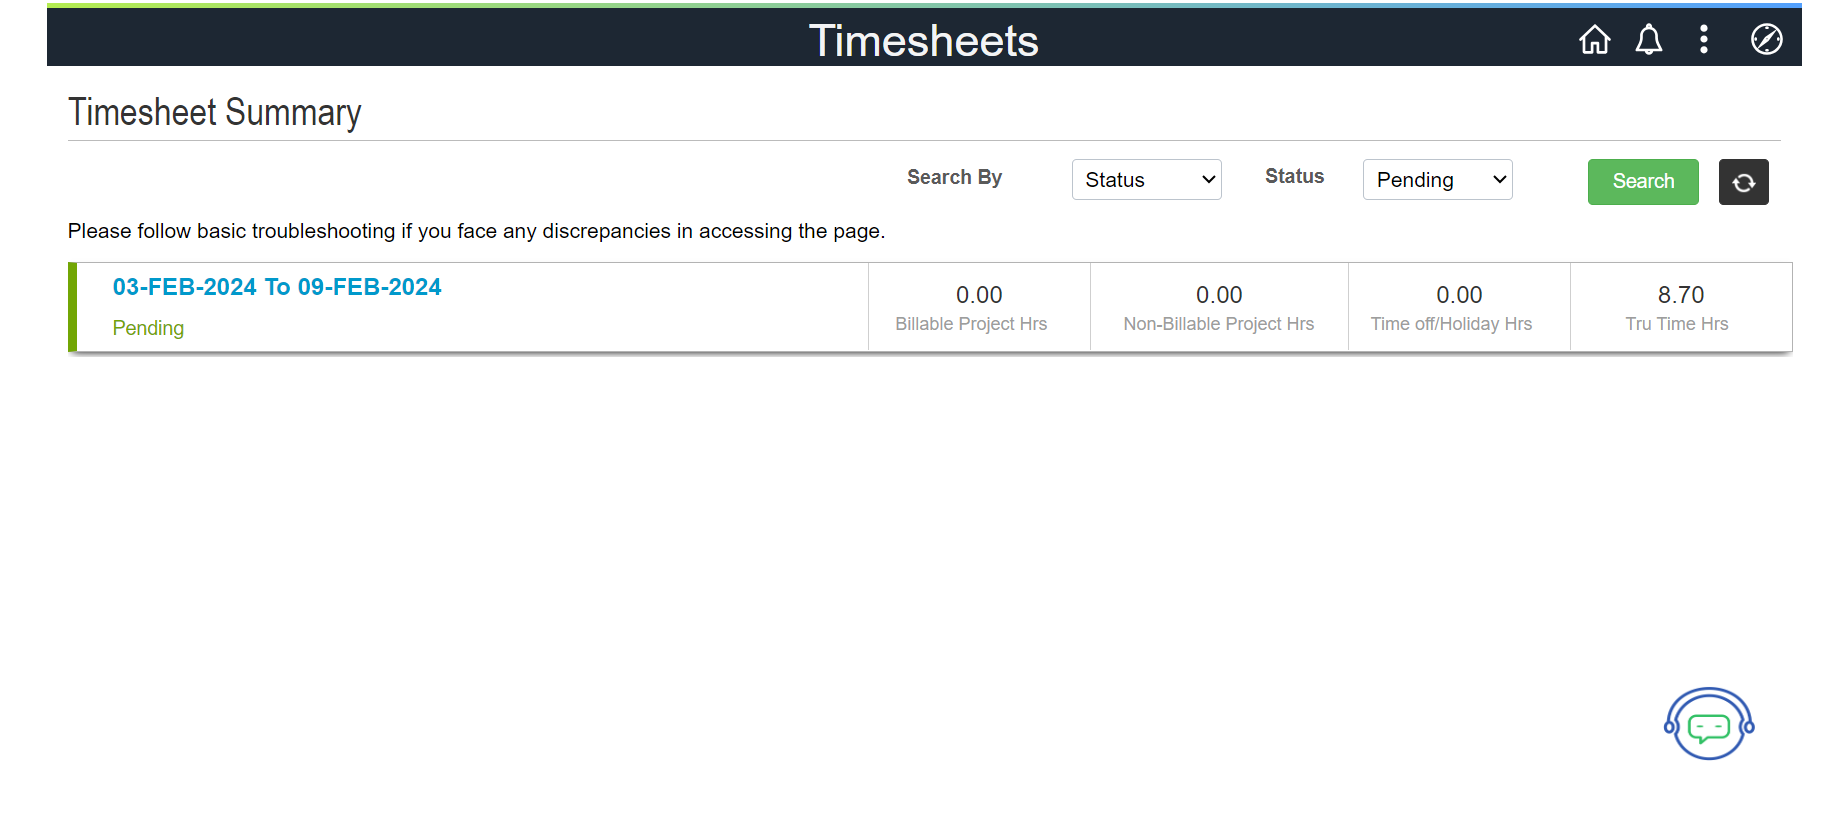 Timesheets
Timesheet Summary
Search By Status Status Pending Search
Please follow basic troubleshooting if you face any discrepancies in accessing the page.
03-FEB-2024 To 09-FEB-2024
Pending
0.00
Billable Project Hrs
0.00
Non-Billable Project Hrs
0.00
Time off/Holiday Hrs
8.70
Tru Time Hrs